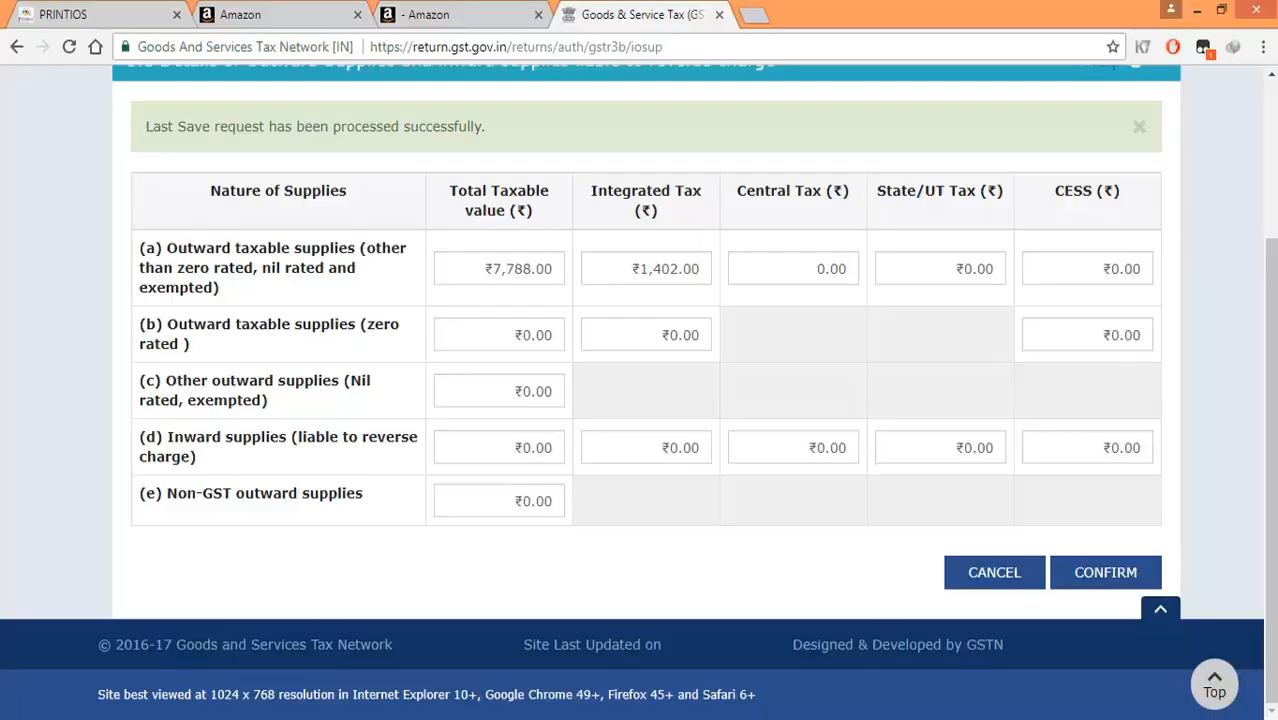 PRINTIOS
Amazon
- Amazon
Goods & Service Tax (GS
Goods And Services Tax Network [IN]
https://return.gst.gov.in/returns/auth/gstr3b/iosup
K7
1
Last Save request has been processed successfully.
Nature of Supplies
Total Taxable value (₹)
Integrated Tax (₹)
Central Tax (₹)
State/UT Tax (₹)
CESS (₹)
(a) Outward taxable supplies (other
than zero rated, nil rated and
exempted)
₹7,788.00
₹1,402.00
0.00
₹0.00
₹0.00
(b) Outward taxable supplies (zero
rated )
₹0.00
₹0.00
₹0.00
(c) Other outward supplies (Nil
rated, exempted)
₹0.00
(d) Inward supplies (liable to reverse
charge)
₹0.00
₹0.00
₹0.00
₹0.00
₹0.00
(e) Non-GST outward supplies
₹0.00
CANCEL
CONFIRM
© 2016-17 Goods and Services Tax Network
Site Last Updated on
Designed & Developed by GSTN
Site best viewed at 1024 x 768 resolution in Internet Explorer 10+, Google Chrome 49+, Firefox 45+ and Safari 6+
Top